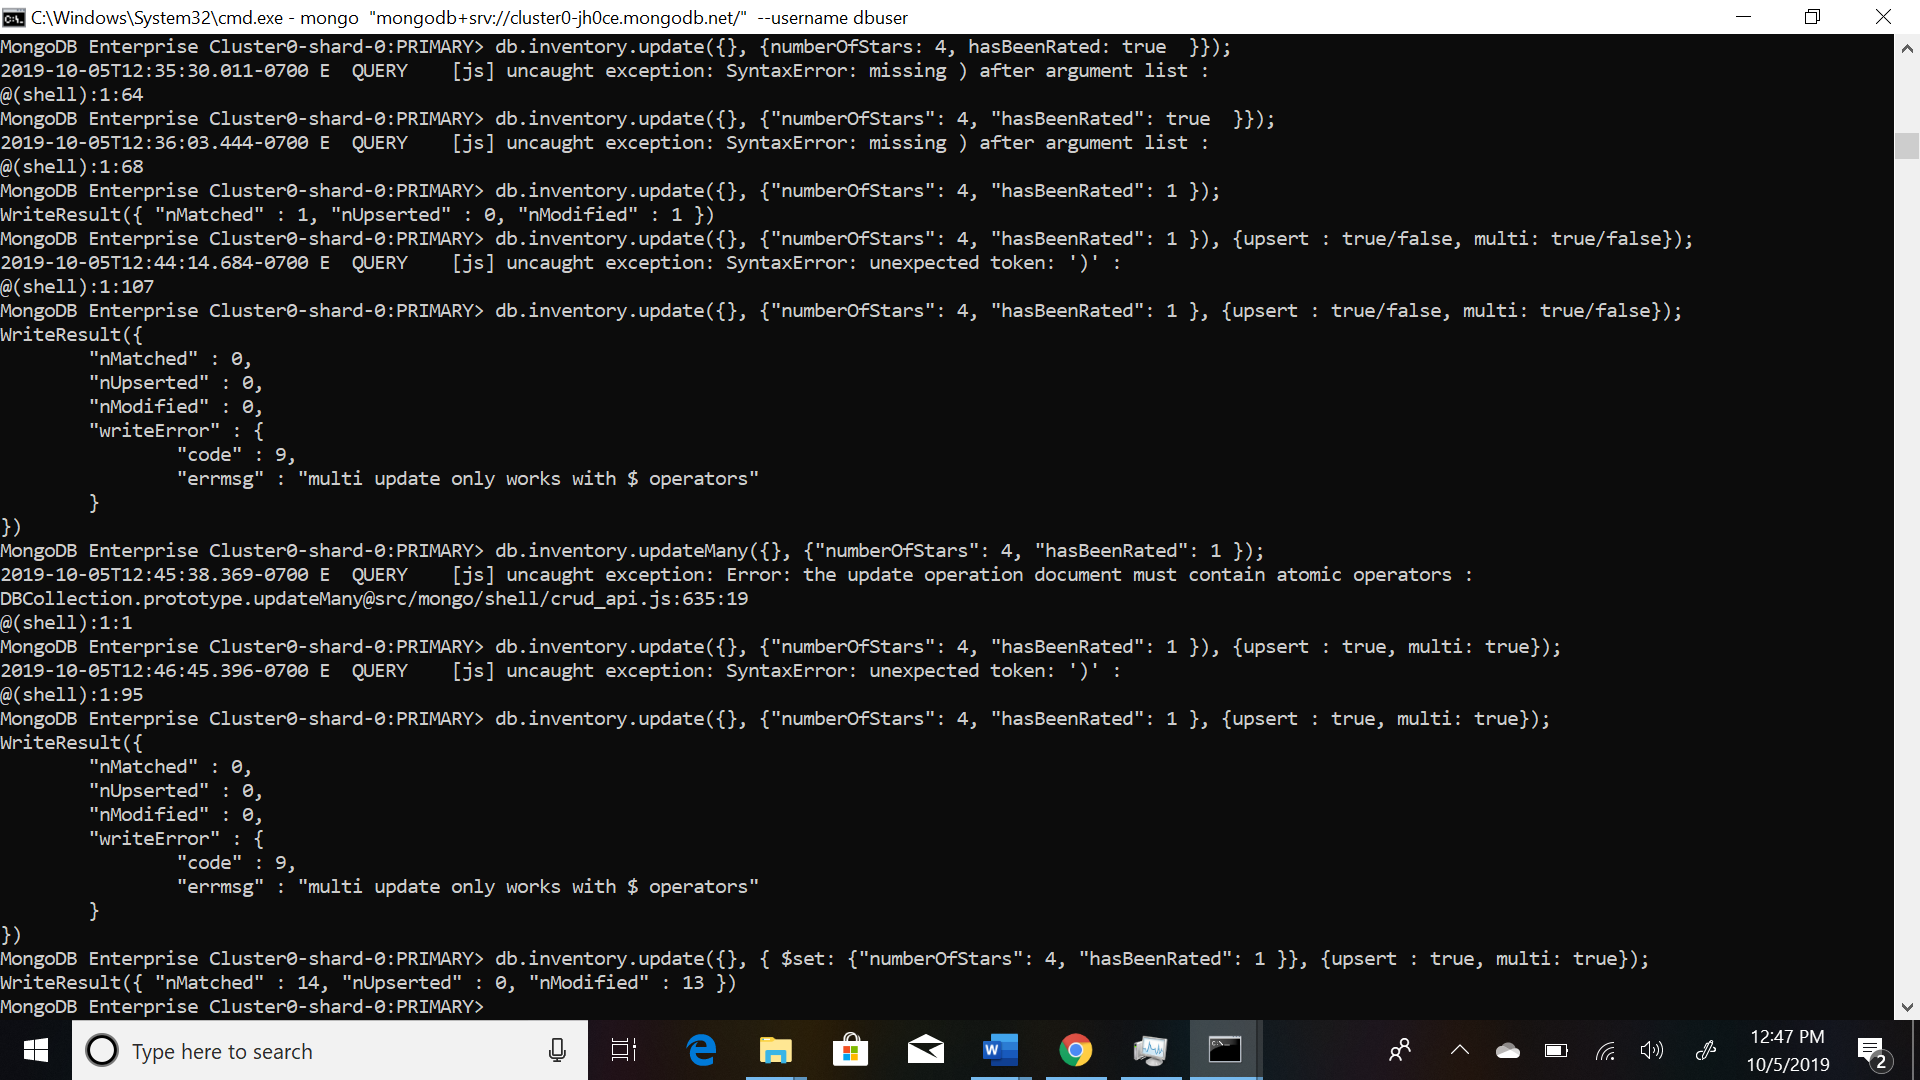 C:\Windows\System32\cmd.exe - mongo  "mongodb+srv://cluster0-jh0ce.mongodb.net/"  --username dbuser
MongoDB Enterprise Cluster0-shard-0:PRIMARY> db.inventory.update({}, {numberOfStars: 4, hasBeenRated: true  }});
2019-10-05T12:35:30.011-0700 E  QUERY    [js] uncaught exception: SyntaxError: missing ) after argument list :
@(shell):1:64
MongoDB Enterprise Cluster0-shard-0:PRIMARY> db.inventory.update({}, {"numberOfStars": 4, "hasBeenRated": true  }});
2019-10-05T12:36:03.444-0700 E  QUERY    [js] uncaught exception: SyntaxError: missing ) after argument list :
@(shell):1:68
MongoDB Enterprise Cluster0-shard-0:PRIMARY> db.inventory.update({}, {"numberOfStars": 4, "hasBeenRated": 1 });
WriteResult({ "nMatched" : 1, "nUpserted" : 0, "nModified" : 1 })
MongoDB Enterprise Cluster0-shard-0:PRIMARY> db.inventory.update({}, {"numberOfStars": 4, "hasBeenRated": 1 }), {upsert : true/false, multi: true/false});
2019-10-05T12:44:14.684-0700 E  QUERY    [js] uncaught exception: SyntaxError: unexpected token: ')' :
@(shell):1:107
MongoDB Enterprise Cluster0-shard-0:PRIMARY> db.inventory.update({}, {"numberOfStars": 4, "hasBeenRated": 1 }, {upsert : true/false, multi: true/false});
WriteResult({
        "nMatched" : 0,
        "nUpserted" : 0,
        "nModified" : 0,
        "writeError" : {
                "code" : 9,
                "errmsg" : "multi update only works with $ operators"
        }
})
MongoDB Enterprise Cluster0-shard-0:PRIMARY> db.inventory.updateMany({}, {"numberOfStars": 4, "hasBeenRated": 1 });
2019-10-05T12:45:38.369-0700 E  QUERY    [js] uncaught exception: Error: the update operation document must contain atomic operators :
DBCollection.prototype.updateMany@src/mongo/shell/crud_api.js:635:19
@(shell):1:1
MongoDB Enterprise Cluster0-shard-0:PRIMARY> db.inventory.update({}, {"numberOfStars": 4, "hasBeenRated": 1 }), {upsert : true, multi: true});
2019-10-05T12:46:45.396-0700 E  QUERY    [js] uncaught exception: SyntaxError: unexpected token: ')' :
@(shell):1:95
MongoDB Enterprise Cluster0-shard-0:PRIMARY> db.inventory.update({}, {"numberOfStars": 4, "hasBeenRated": 1 }, {upsert : true, multi: true});
WriteResult({
        "nMatched" : 0,
        "nUpserted" : 0,
        "nModified" : 0,
        "writeError" : {
                "code" : 9,
                "errmsg" : "multi update only works with $ operators"
        }
})
MongoDB Enterprise Cluster0-shard-0:PRIMARY> db.inventory.update({}, { $set: {"numberOfStars": 4, "hasBeenRated": 1 }}, {upsert : true, multi: true});
WriteResult({ "nMatched" : 14, "nUpserted" : 0, "nModified" : 13 })
MongoDB Enterprise Cluster0-shard-0:PRIMARY>
Type here to search
12:47 PM
10/5/2019
2